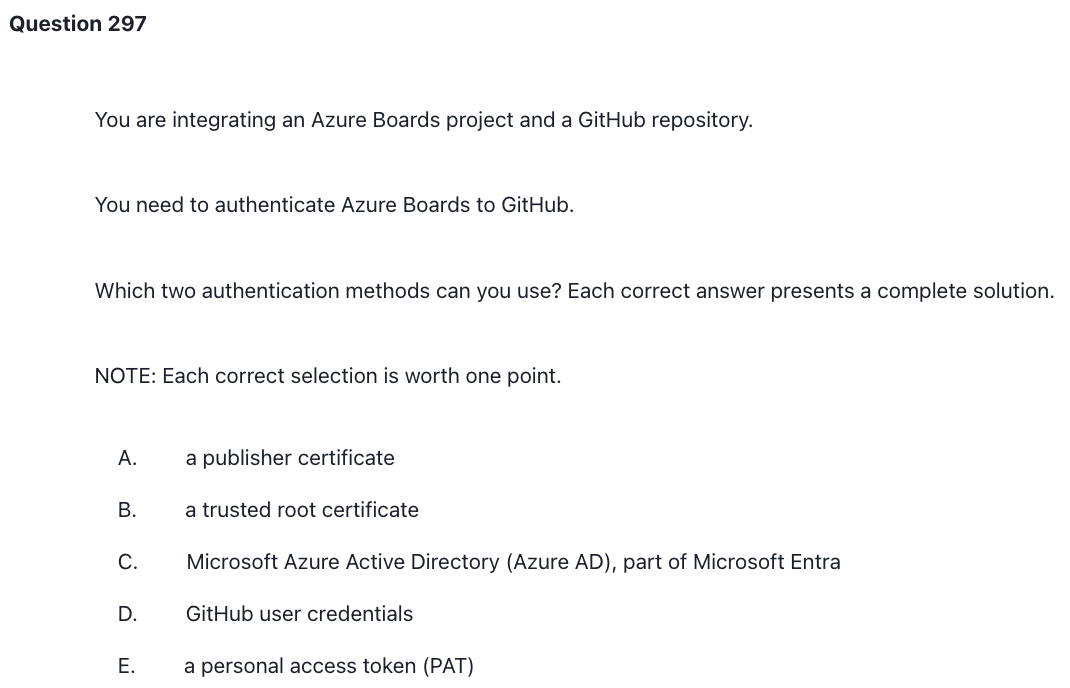 Question 297
You are integrating an Azure Boards project and a GitHub repository.
You need to authenticate Azure Boards to GitHub.
Which two authentication methods can you use? Each correct answer presents a complete solution.
NOTE: Each correct selection is worth one point.
A. a publisher certificate
B. a trusted root certificate
C. Microsoft Azure Active Directory (Azure AD), part of Microsoft Entra
D. GitHub user credentials
E. a personal access token (PAT)